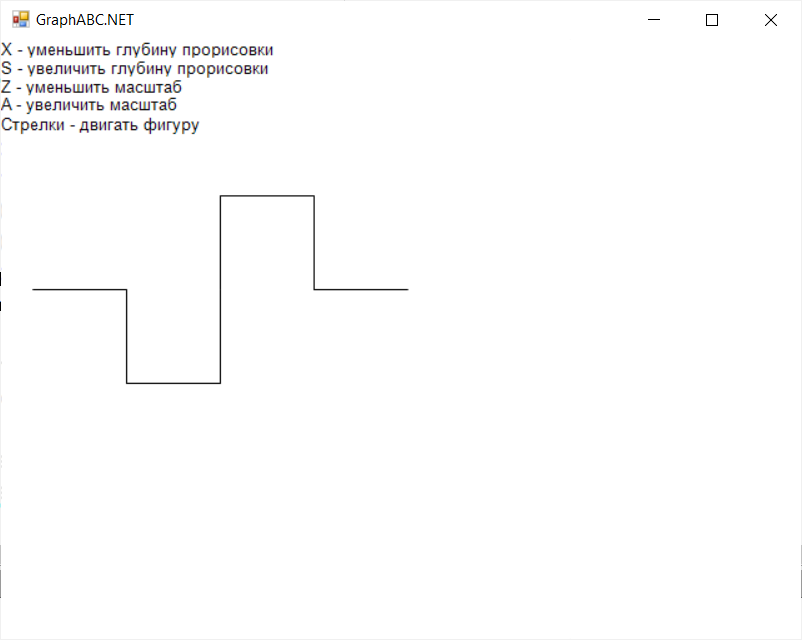 GraphABC.NET
X - уменьшить глубину прорисовки
S - увеличить глубину прорисовки
Z - уменьшить масштаб
A - увеличить масштаб
Стрелки - двигать фигуру